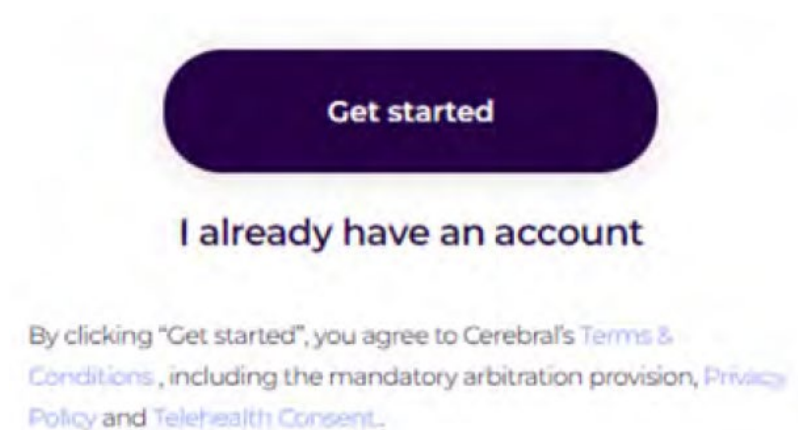 Get started
I already have an account
By clicking “Get started”, you agree to Cerebral’s Terms &
Conditions , including the mandatory arbitration provision, Privacy
Policy and Telehealth Consent..